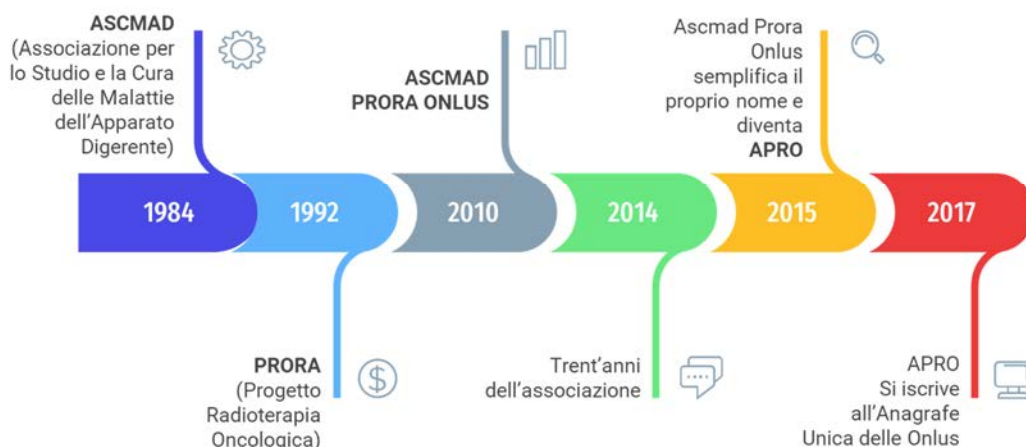 ASCMAD
(Associazione per
lo Studio e la Cura
delle Malattie
dell'Apparato
Digerente)
ASCMAD
PRORA ONLUS
Ascmad Prora
Onlus
semplifica il
proprio nome e
diventa
APRO
1984
1992
2010
2014
2015
2017
PRORA
(Progetto
Radioterapia
Oncologica)
$
Trent'anni
dell'associazione
APRO
Si iscrive
all'Anagrafe
Unica delle Onlus